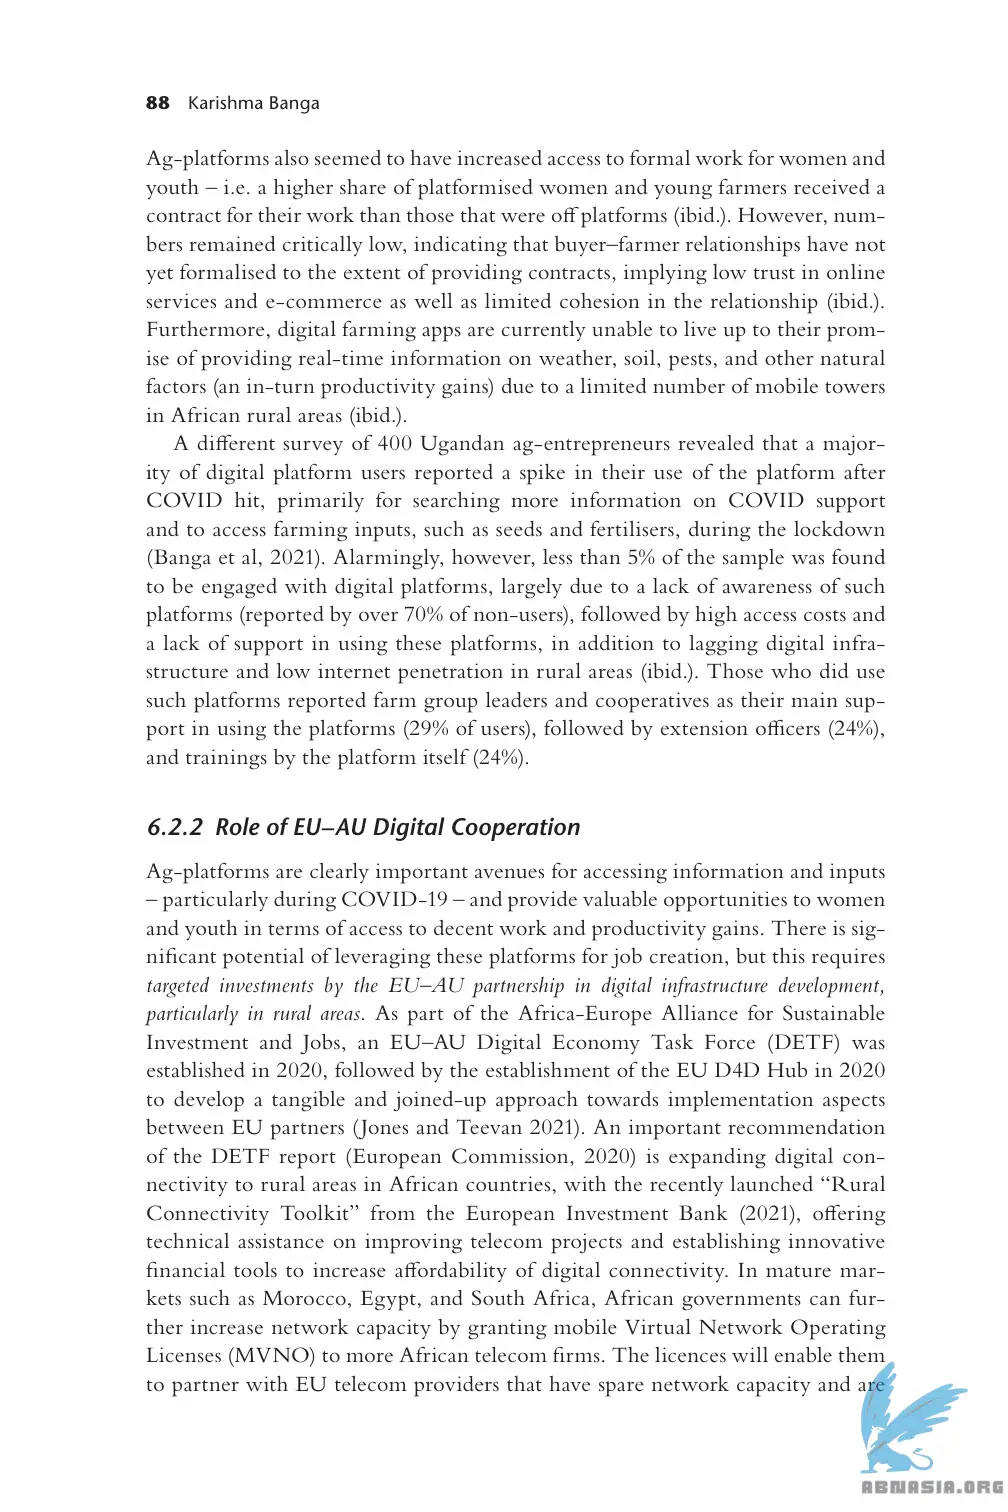 88 Karishma Banga
Ag-platforms also seemed to have increased access to formal work for women and
youth – i.e. a higher share of platformised women and young farmers received a
contract for their work than those that were off platforms (ibid.). However, num-
bers remained critically low, indicating that buyer–farmer relationships have not
yet formalised to the extent of providing contracts, implying low trust in online
services and e-commerce as well as limited cohesion in the relationship (ibid.).
Furthermore, digital farming apps are currently unable to live up to their prom-
ise of providing real-time information on weather, soil, pests, and other natural
factors (an in-turn productivity gains) due to a limited number of mobile towers
in African rural areas (ibid.).
A different survey of 400 Ugandan ag-entrepreneurs revealed that a major-
ity of digital platform users reported a spike in their use of the platform after
COVID hit, primarily for searching more information on COVID support
and to access farming inputs, such as seeds and fertilisers, during the lockdown
(Banga et al, 2021). Alarmingly, however, less than 5% of the sample was found
to be engaged with digital platforms, largely due to a lack of awareness of such
platforms (reported by over 70% of non-users), followed by high access costs and
a lack of support in using these platforms, in addition to lagging digital infra-
structure and low internet penetration in rural areas (ibid.). Those who did use
such platforms reported farm group leaders and cooperatives as their main sup-
port in using the platforms (29% of users), followed by extension officers (24%),
and trainings by the platform itself (24%).
6.2.2 Role of EU–AU Digital Cooperation
Ag-platforms are clearly important avenues for accessing information and inputs
– particularly during COVID-19 – and provide valuable opportunities to women
and youth in terms of access to decent work and productivity gains. There is sig-
nificant potential of leveraging these platforms for job creation, but this requires
targeted investments by the EU–AU partnership in digital infrastructure development,
particularly in rural areas. As part of the Africa-Europe Alliance for Sustainable
Investment and Jobs, an EU–AU Digital Economy Task Force (DETF) was
established in 2020, followed by the establishment of the EU D4D Hub in 2020
to develop a tangible and joined-up approach towards implementation aspects
between EU partners (Jones and Teevan 2021). An important recommendation
of the DETF report (European Commission, 2020) is expanding digital con-
nectivity to rural areas in African countries, with the recently launched “Rural
Connectivity Toolkit” from the European Investment Bank (2021), offering
technical assistance on improving telecom projects and establishing innovative
financial tools to increase affordability of digital connectivity. In mature mar-
kets such as Morocco, Egypt, and South Africa, African governments can fur-
ther increase network capacity by granting mobile Virtual Network Operating
Licenses (MVNO) to more African telecom firms. The licences will enable them
to partner with EU telecom providers that have spare network capacity and are
ABNASIA.ORG